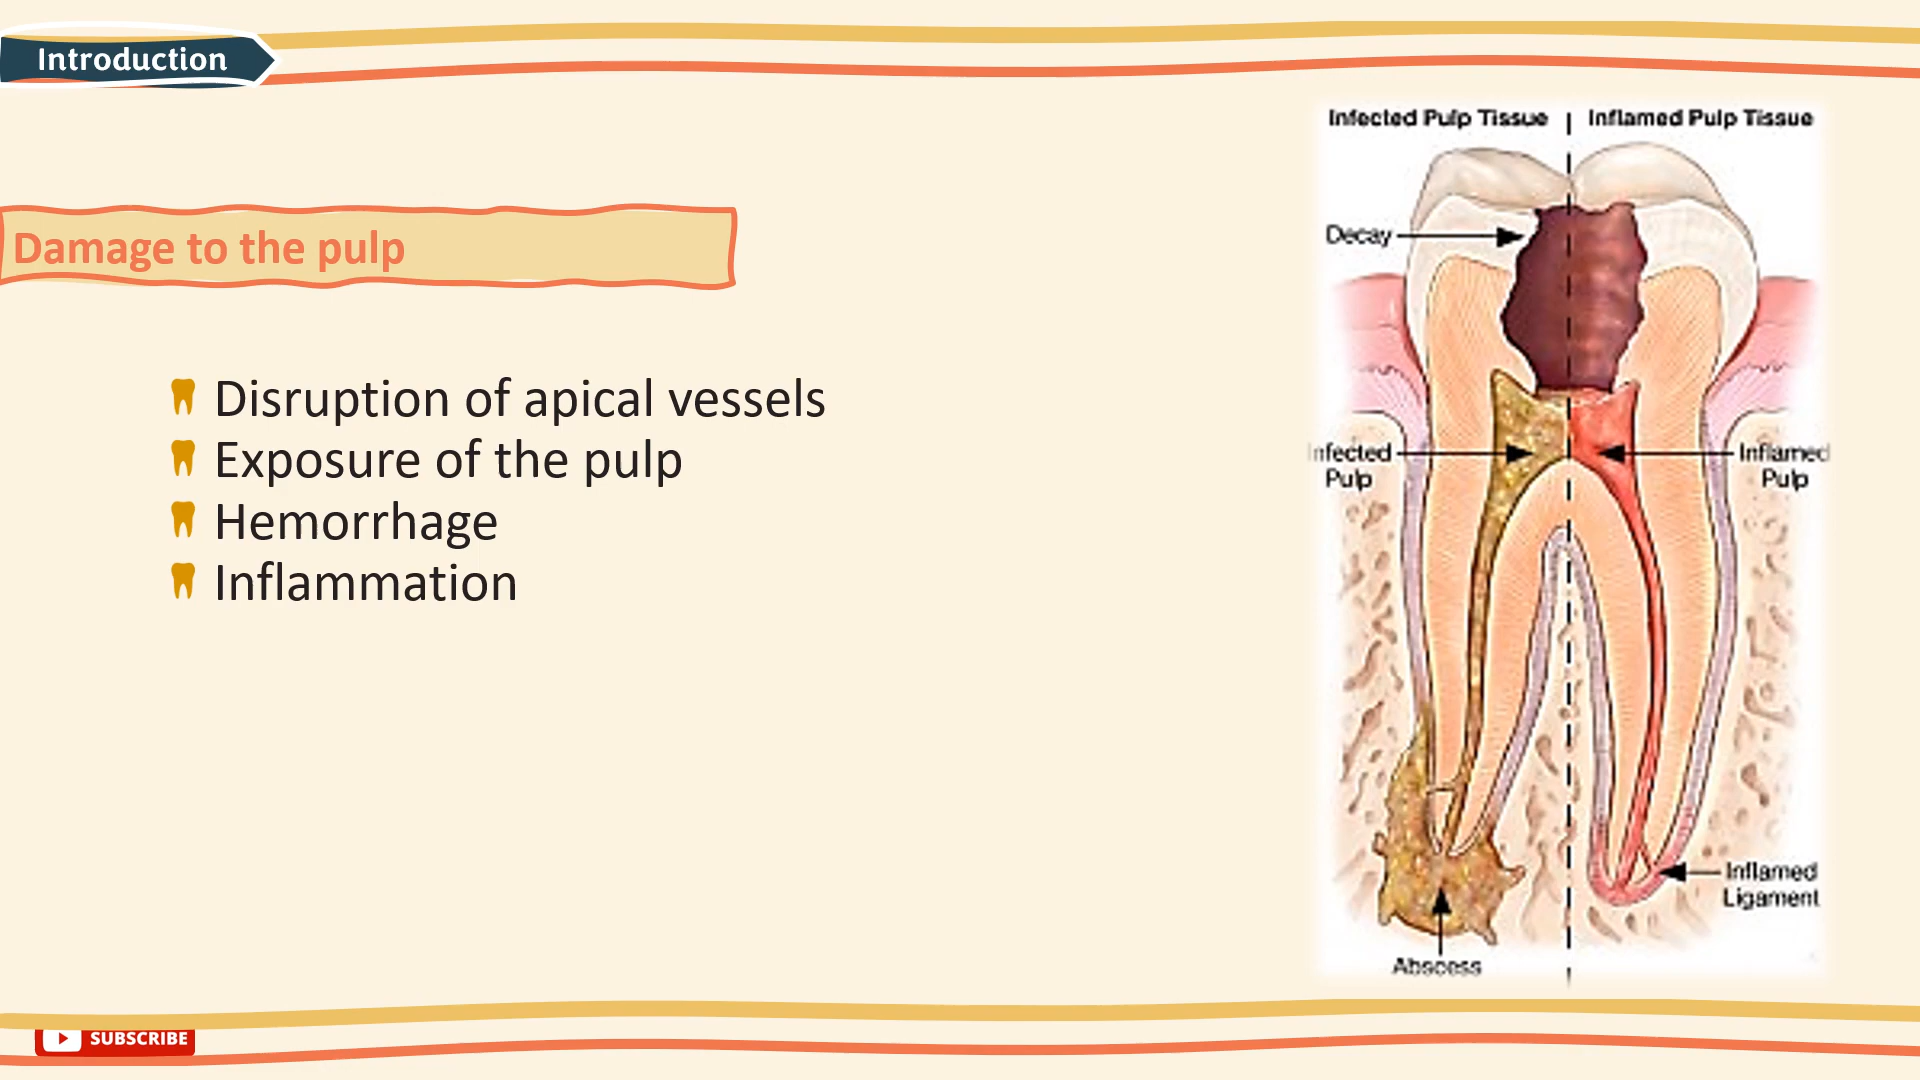 Introduction
Damage to the pulp
Disruption of apical vessels
Exposure of the pulp
Hemorrhage
Inflammation
Infected Pulp Tissue
Inflamed Pulp Tissue
Decay
Infected
Pulp
Inflamed
Pulp
Inflamed
Ligament
Abscess
SUBSCRIBE